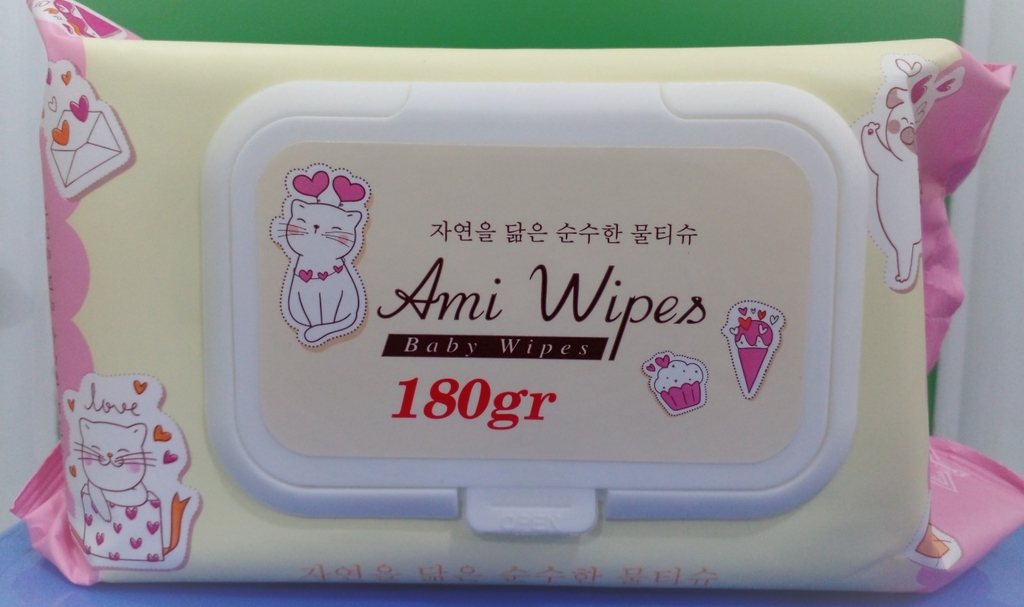 자연을 닮은 순수한 물티슈
Ami Wipes
Baby Wipes
180gr
love
OPEN
자연을 닮은 순수한 물티슈